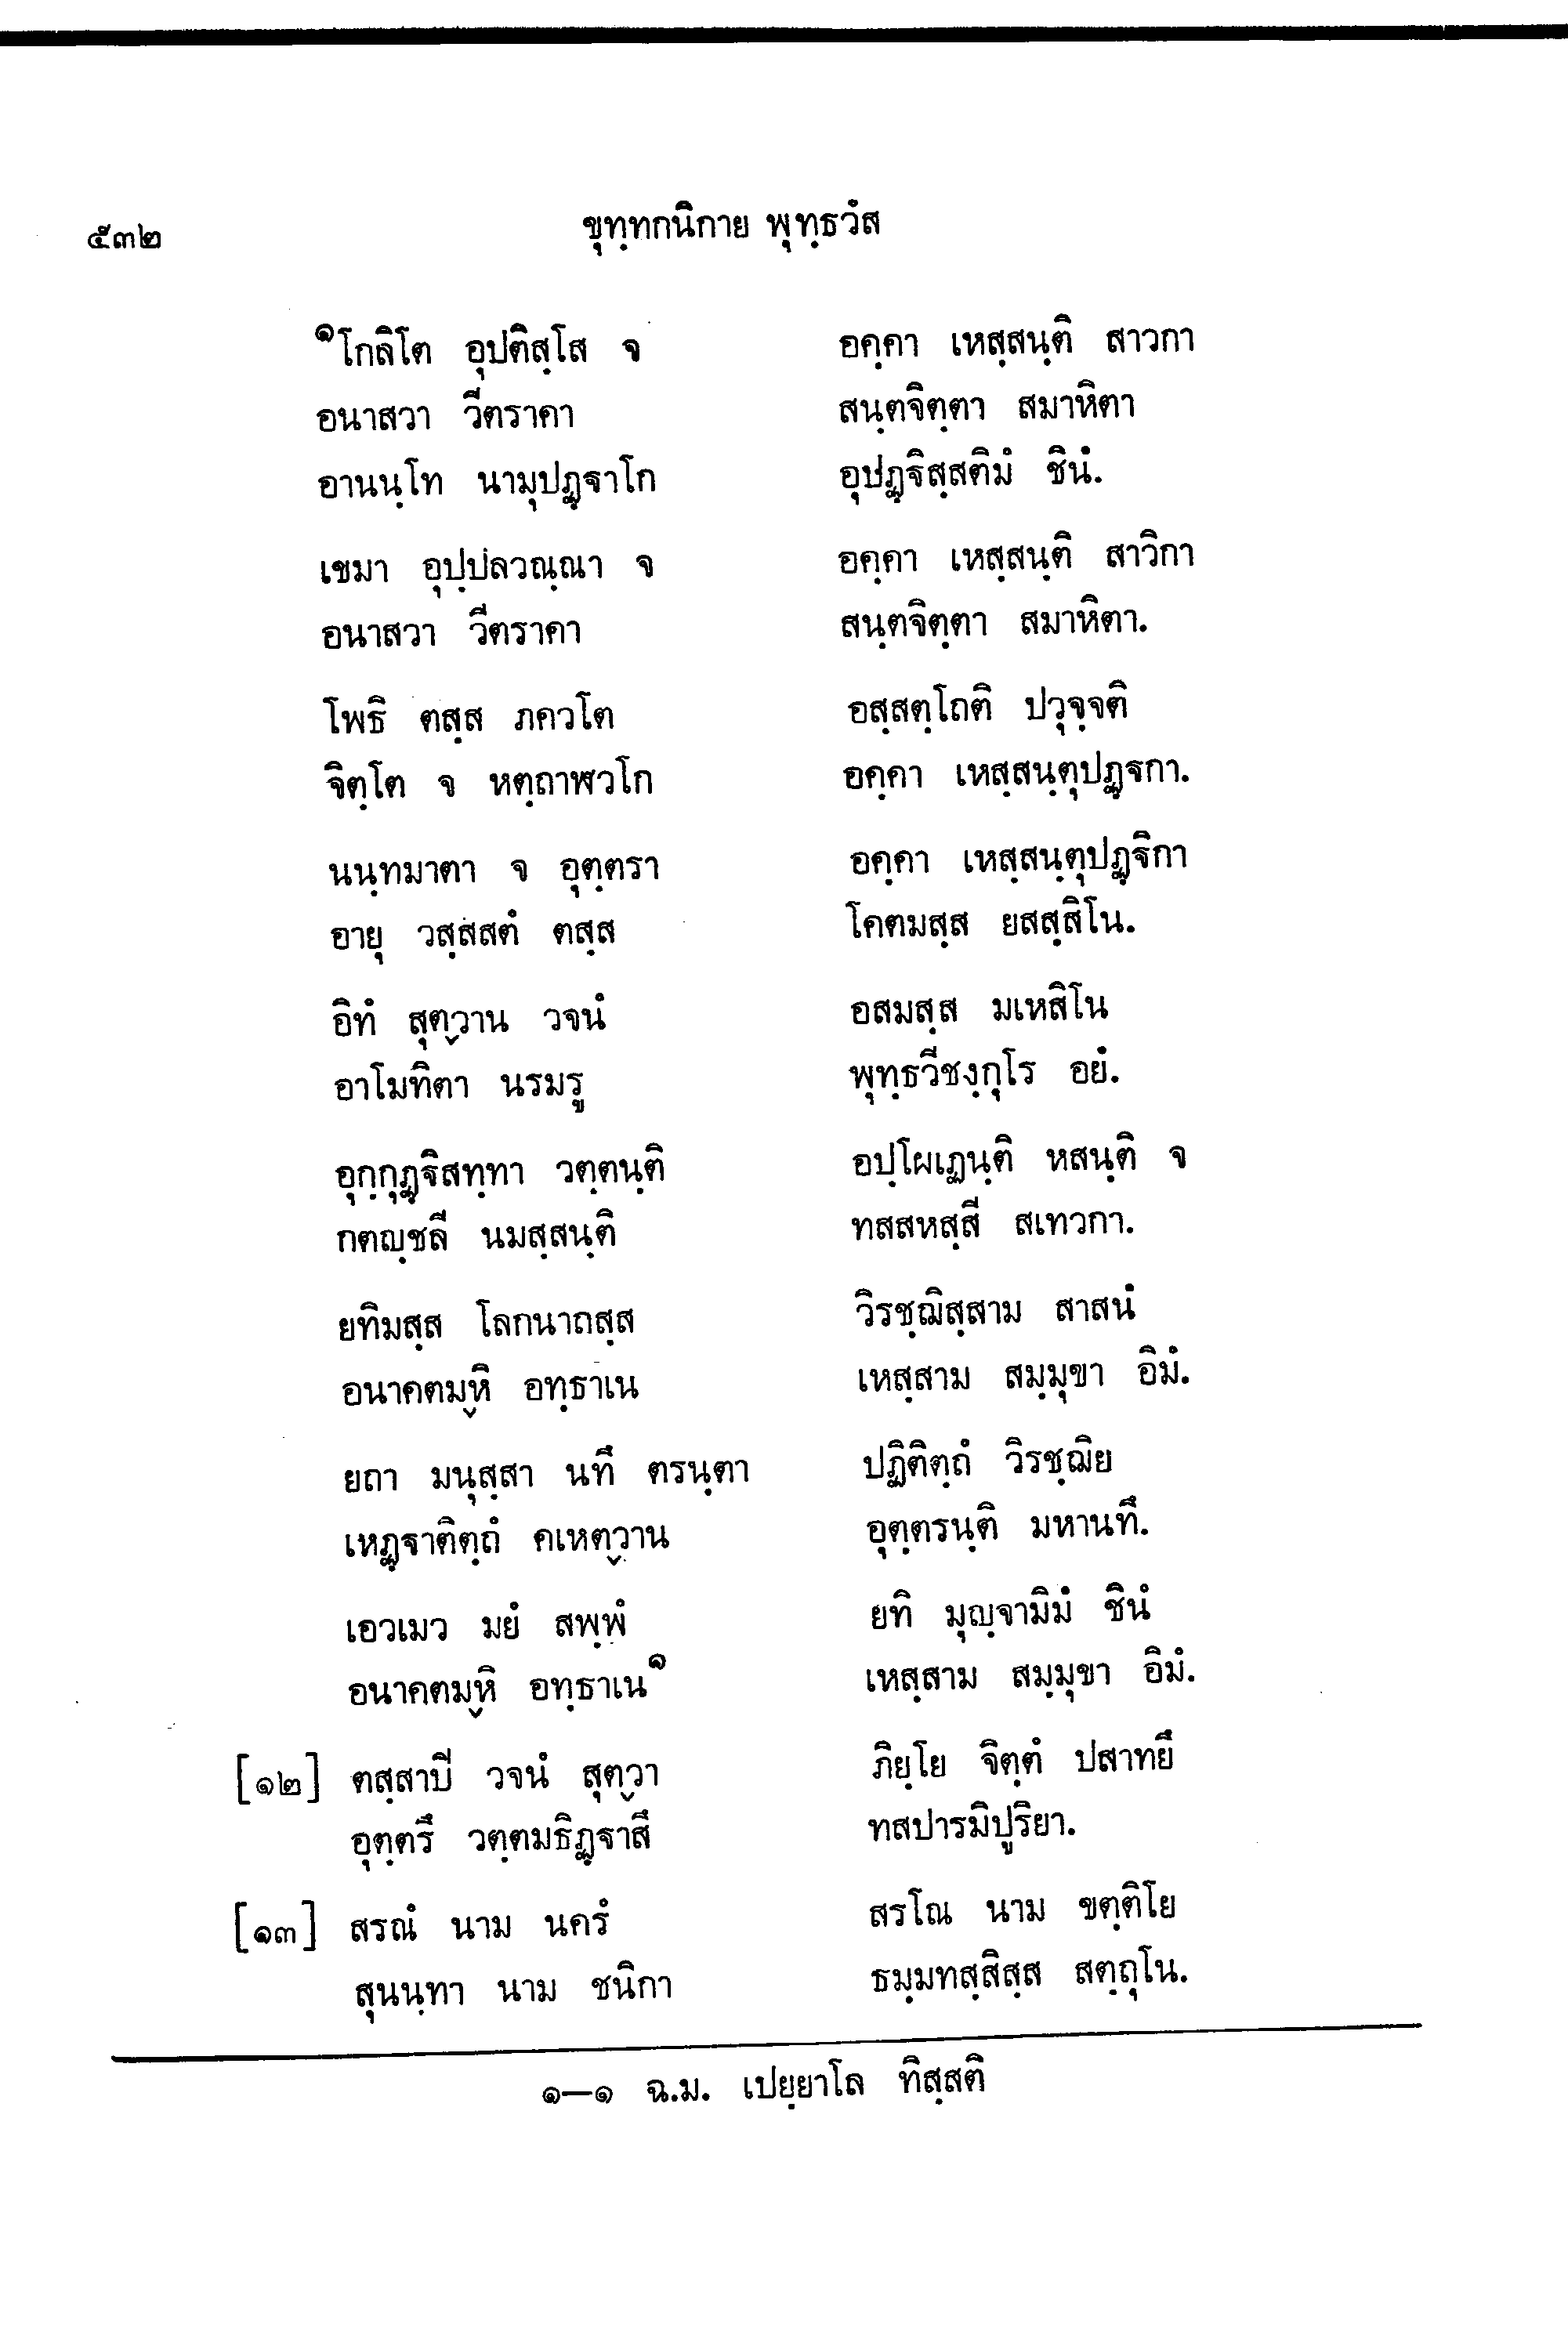 ๕๓๒ ขุทฺทกนิกาย พุทฺธวํส
๑โกลิโต อุปติสฺโส จ อคฺคา เหสฺสนฺติ สาวกา
อนาสวา วีตราคา สนฺตจิตฺตา สมาหิตา
อานนฺโท นามุปฏฺฐาโก อุปฏฺฐิสฺสติมํ ชินํ.
เขมา อุปฺปลวณฺณา จ อคฺคา เหสฺสนฺติ สาวิกา
อนาสวา วีตราคา สนฺตจิตฺตา สมาหิตา.
โพธิ ตสฺส ภควโต อสฺสตฺโถติ ปวุจฺจติ
จิตฺโต จ หตฺถาฬวโก อคฺคา เหสฺสนฺตุปฏฺฐกา.
นนฺทมาตา จ อุตฺตรา อคฺคา เหสฺสนฺตุปฏฺฐิกา
อายุ วสฺสสตํ ตสฺส โคตมสฺส ยสสฺสิโน.
อิทํ สุตฺวาน วจนํ อสมสฺส มเหสิโน
อาโมทิตา นรมรู พุทฺธวีชงฺกุโร อยํ.
อุกฺกุฏฺฐิสทฺทา วตฺตนฺติ อปฺโผเฏนฺติ หสนฺติ จ
กตญฺชลี นมสฺสนฺติ ทสสหสฺสี สเทวกา.
ยทิมสฺส โลกนาถสฺส วิรชฺฌิสฺสาม สาสนํ
อนาคตมฺหิ อทฺธาเน เหสฺสาม สมฺมุขา อิมํ.
ยถา มนุสฺสา นทึ ตรนฺตา ปฏิติตฺถํ วิรชฺฌิย
เหฏฺฐาติตฺถํ คเหตฺวาน อุตฺตรนฺติ มหานทึ.
เอวเมว มยํ สพฺพํ ยทิ มุญฺจามิมํ ชินํ
อนาคตมฺหิ อทฺธาเน๑ เหสฺสาม สมฺมุขา อิมํ.
[๑๒] ตสฺสาปี วจนํ สุตฺวา ภิยฺโย จิตฺตํ ปสาทยึ
อุตฺตรึ วตฺตมธิฏฺฐาสึ ทสปารมิปูริยา.
[๑๓] สรณํ นาม นครํ สรโณ นาม ขตฺติโย
สุนนฺทา นาม ชนิกา ธมฺมทสฺสิสฺส สตฺถุโน.
๑—๑ ฉ.ม. เปยฺยาโล ทิสฺสติ